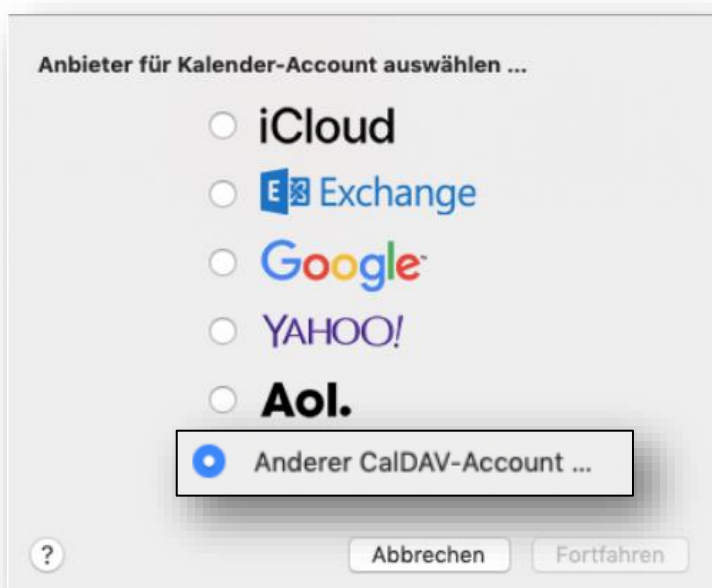 Anbieter für Kalender-Account auswählen ...
iCloud
E Exchange
Google
YAHOO!
Aol.
Anderer CalDAV-Account ...
? Abbrechen Fortfahren